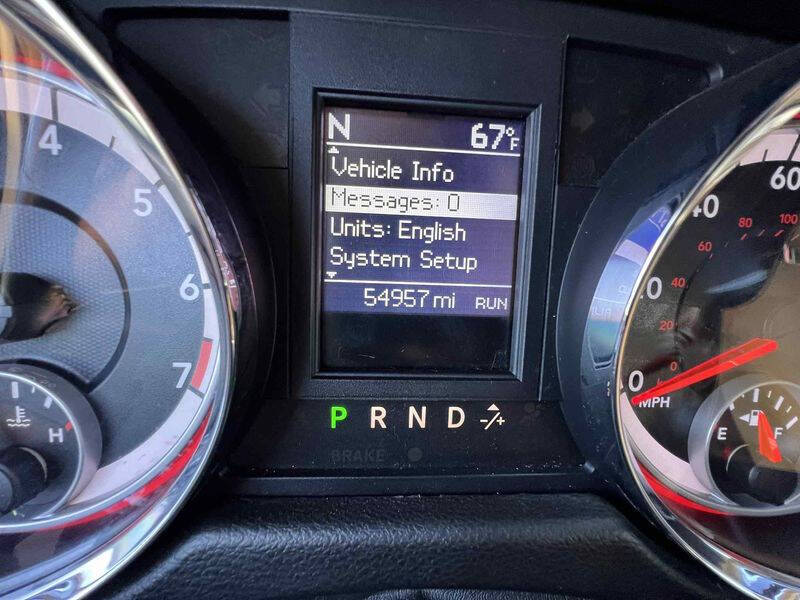 N 67°F
Vehicle Info
Messages: 0
Units: English
System Setup
54957 mi RUN
P R N D -/+
BRAKE
4
5
6
7
H
60
40
0
MPH
100
80
60
40
20
0
E F